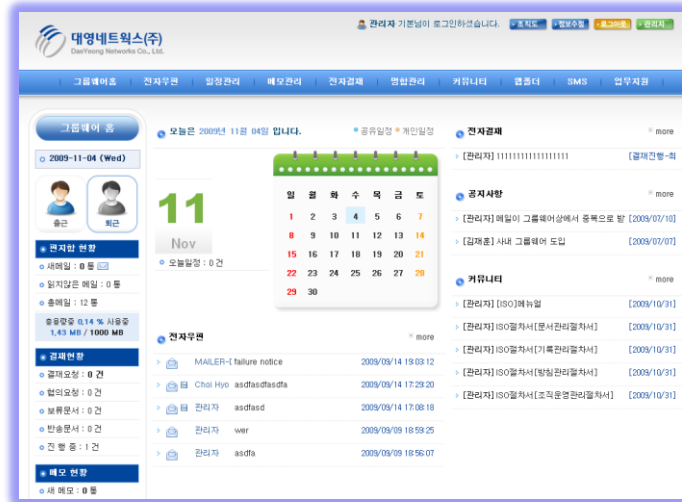 대영네트웍스(주)
DaeYeong Networks Co., Ltd.
관리자 기본님이 로그인하셨습니다. 조직도 정보수정 로그아웃 관리자
그룹웨어홈 전자우편 일정관리 메모관리 전자결재 명함관리 커뮤니티 웹폴더 SMS 업무지원
그룹웨어 홈
2009-11-04 (Wed)
출근 퇴근
편지함 현황
새메일 : 0 통
읽지않은 메일 : 0 통
총메일 : 12 통
총용량중 0,14 % 사용중
1,43 MB / 1000 MB
결재현황
결재요청 : 0 건
협의요청 : 0 건
보류문서 : 0 건
반송문서 : 0 건
진 행 중 : 1 건
메모 현황
새 메모 : 0 통
오늘은 2009년 11월 04일 입니다. 공유일정 개인일정
11
Nov
오늘일정 : 0 건
일 월 화 수 목 금 토
1 2 3 4 5 6 7
8 9 10 11 12 13 14
15 16 17 18 19 20 21
22 23 24 25 26 27 28
29 30
전자우편 more
MAILER-[ failure notice 2009/09/14 19:03:12
Choi Hyo asdfasdfasdfa 2009/09/14 17:29:20
관리자 asdfasd 2009/09/14 17:08:18
관리자 wer 2009/09/09 18:59:25
관리자 asdfa 2009/09/09 18:56:07
전자결재 more
[관리자] 11111111111111111 [결재진행-최
공지사항 more
[관리자] 메일이 그룹웨어상에서 중복으로 받 [2009/07/10]
[김재훈] 사내 그룹웨어 도입 [2009/07/07]
커뮤니티 more
[관리자] [ISO]메뉴얼 [2009/10/31]
[관리자] ISO절차서[문서관리절차서] [2009/10/31]
[관리자] ISO절차서[기록관리절차서] [2009/10/31]
[관리자] ISO절차서[방침관리절차서] [2009/10/31]
[관리자] ISO절차서[조직운영관리절차서] [2009/10/31]